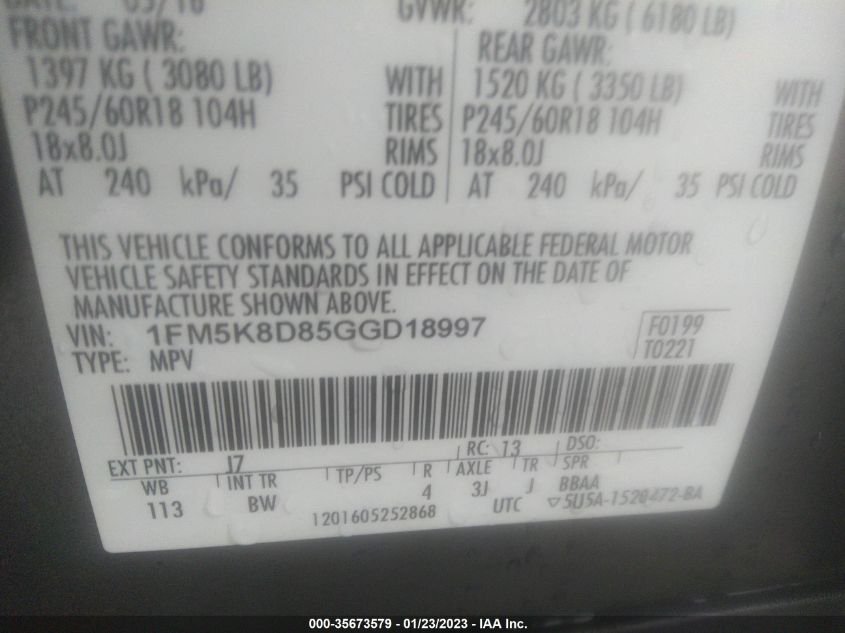 DATE: 05/16 GVWR: 2803 KG ( 6180 LB)
FRONT GAWR: REAR GAWR:
1397 KG ( 3080 LB) WITH 1520 KG ( 3350 LB) WITH
P245/60R18 104H TIRES P245/60R18 104H TIRES
18x8.0J RIMS 18x8.0J RIMS
AT 240 kPa/ 35 PSI COLD AT 240 kPa/ 35 PSI COLD
THIS VEHICLE CONFORMS TO ALL APPLICABLE FEDERAL MOTOR
VEHICLE SAFETY STANDARDS IN EFFECT ON THE DATE OF
MANUFACTURE SHOWN ABOVE.
VIN: 1FM5K8D85GGD18997 F0199
TYPE: MPV T0221
EXT PNT: J7 RC: 13 DSO:
WB INT TR TP/PS R AXLE TR SPR
113 BW 4 3J J BBAA
1201605252868 UTC ▽5U5A-1520472-BA
000-35673579 - 01/23/2023 - IAA Inc.